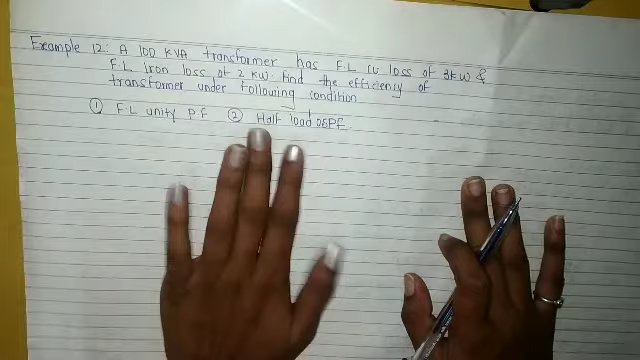 Example 12: A 100 KVA transformer has F.L cu loss of 3kW &
F.L iron loss of 2 KW. Find the efficiency of
transformer under following condition
① F.L unity PF ② Half load 0.8PF